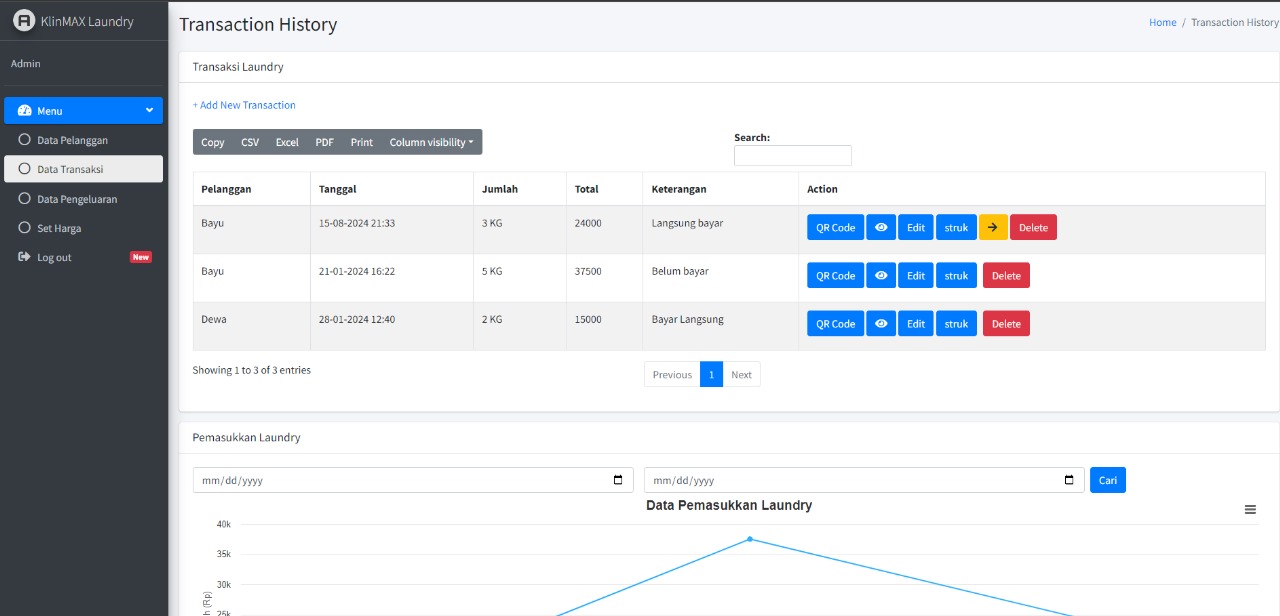 KlinMAX Laundry
Transaction History
Home / Transaction History
Admin
Menu
Data Pelanggan
Data Transaksi
Data Pengeluaran
Set Harga
Log out New
Transaksi Laundry
+ Add New Transaction
Copy CSV Excel PDF Print Column visibility
Search:
Pelanggan Tanggal Jumlah Total Keterangan Action
Bayu 15-08-2024 21:33 3 KG 24000 Langsung bayar QR Code Edit struk Delete
Bayu 21-01-2024 16:22 5 KG 37500 Belum bayar QR Code Edit struk Delete
Dewa 28-01-2024 12:40 2 KG 15000 Bayar Langsung QR Code Edit struk Delete
Showing 1 to 3 of 3 entries
Previous 1 Next
Pemasukkan Laundry
mm/dd/yyyy mm/dd/yyyy Cari
Data Pemasukkan Laundry
40k
35k
30k
25k
h (Rp)